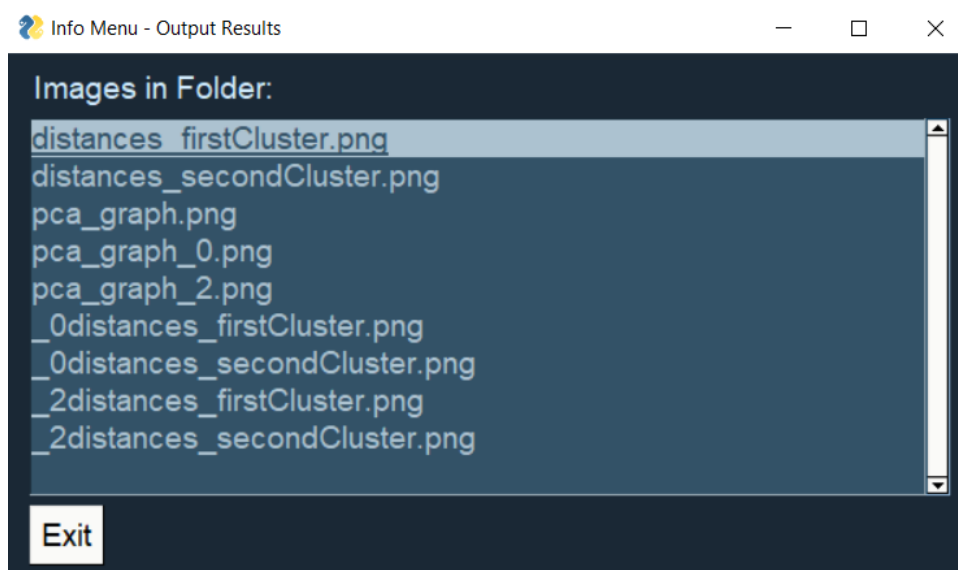 Info Menu - Output Results
Images in Folder:
distances_firstCluster.png
distances_secondCluster.png
pca_graph.png
pca_graph_0.png
pca_graph_2.png
_0distances_firstCluster.png
_0distances_secondCluster.png
_2distances_firstCluster.png
_2distances_secondCluster.png
Exit